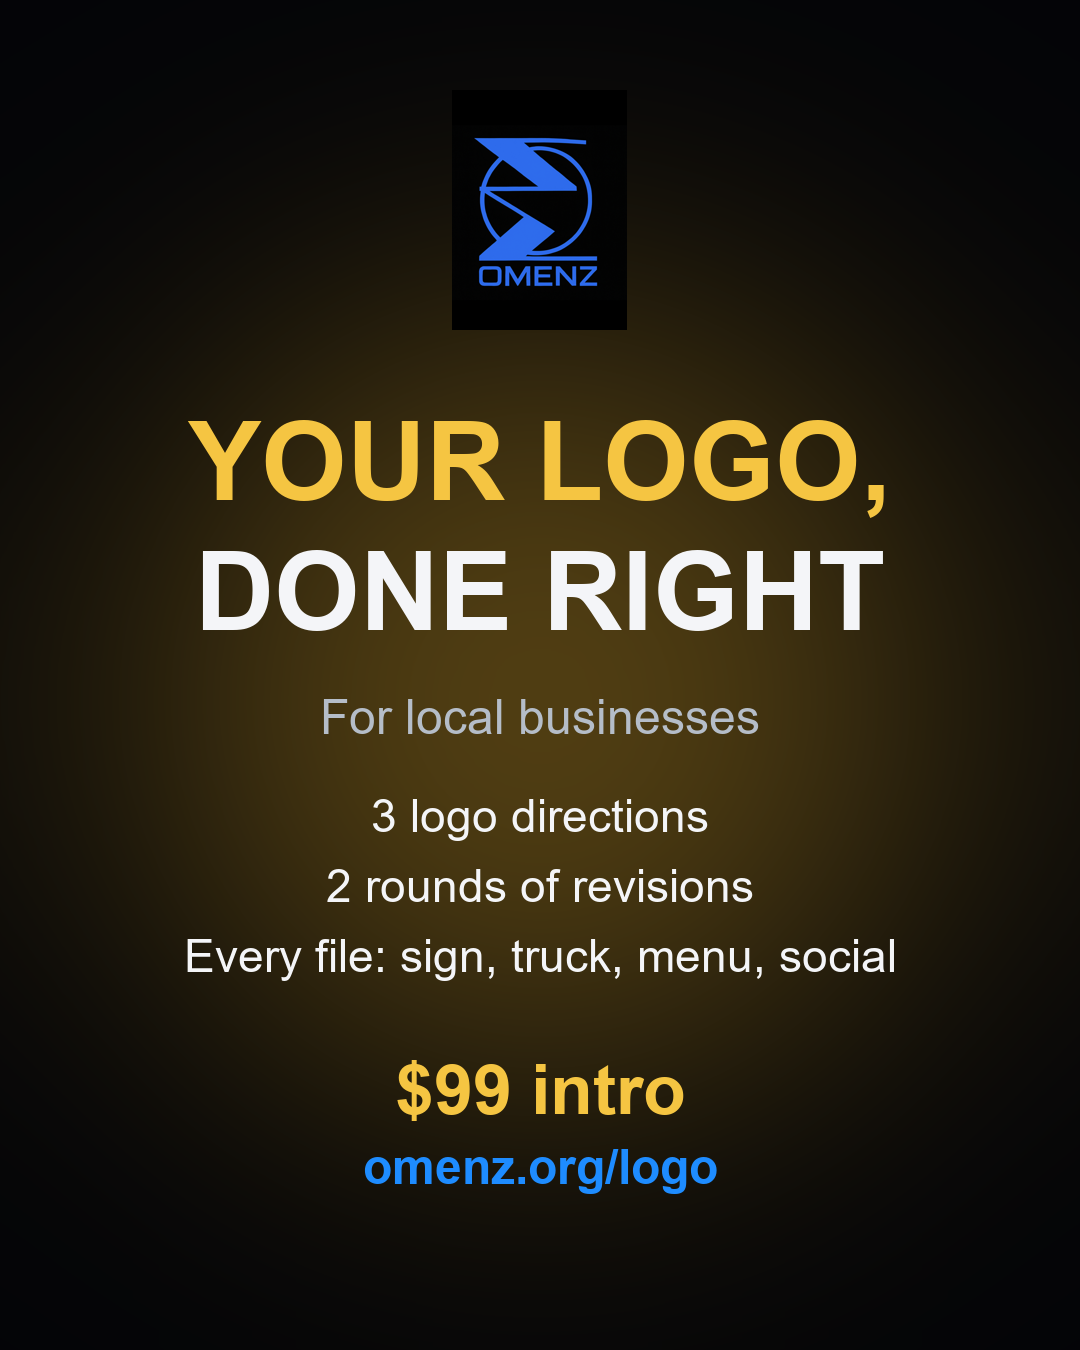 OMENZ
YOUR LOGO,
DONE RIGHT
For local businesses
3 logo directions
2 rounds of revisions
Every file: sign, truck, menu, social
$99 intro
omenz.org/logo